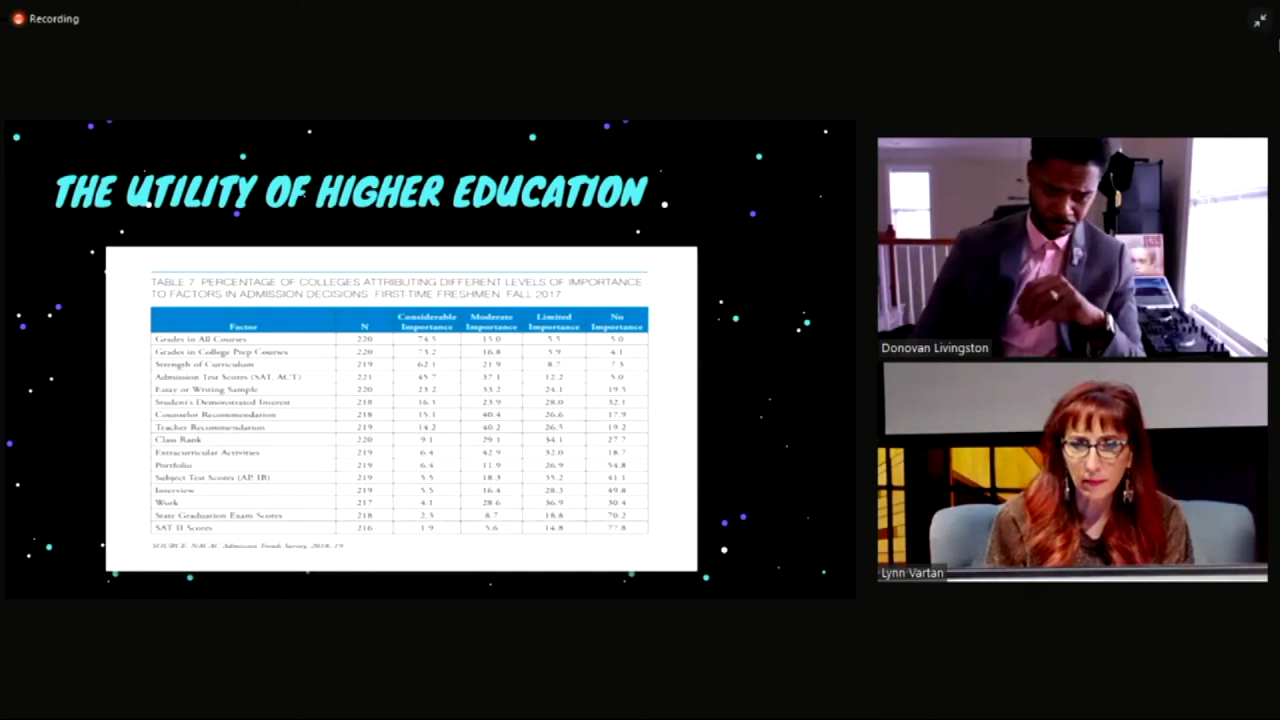 Recording
THE UTILITY OF HIGHER EDUCATION
TABLE 7 PERCENTAGE OF COLLEGES ATTRIBUTING DIFFERENT LEVELS OF IMPORTANCE
TO FACTORS IN ADMISSION DECISIONS: FIRST-TIME FRESHMEN, FALL 2017
Factor N Considerable Importance Moderate Importance Limited Importance No Importance
Grades in All Courses 220 74.5 15.0 5.5 5.0
Grades in College Prep Courses 220 73.2 16.8 5.9 4.1
Strength of Curriculum 219 62.1 21.9 8.7 7.3
Admission Test Scores (SAT, ACT) 221 45.7 37.1 12.2 5.0
Essay or Writing Sample 220 23.2 33.2 24.1 19.5
Student's Demonstrated Interest 218 16.1 23.9 28.0 32.1
Counselor Recommendation 218 15.1 40.4 26.6 17.9
Teacher Recommendation 219 14.2 40.2 26.5 19.2
Class Rank 220 9.1 29.1 34.1 27.7
Extracurricular Activities 219 6.4 42.9 32.0 18.7
Portfolio 219 6.4 11.9 26.9 54.8
Subject Test Scores (AP, IB) 219 5.5 18.3 35.2 41.1
Interview 219 5.5 16.4 28.3 49.8
Work 217 4.1 28.6 36.9 30.4
State Graduation Exam Scores 218 2.3 8.7 18.8 70.2
SAT II Scores 216 1.9 5.6 14.8 77.8
SOURCE: NACAC Admission Trends Survey, 2018-19
Donovan Livingston
Lynn Vartan